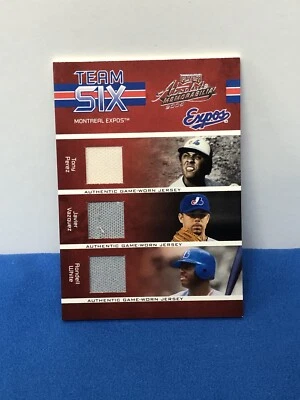 TEAM
SIX
MONTREAL EXPOS™
Absolute
MEMORABILIA
2005
Expos
Tony
Perez
AUTHENTIC GAME-WORN JERSEY
Javier
Vazquez
AUTHENTIC GAME-WORN JERSEY
Rondell
White
AUTHENTIC GAME-WORN JERSEY